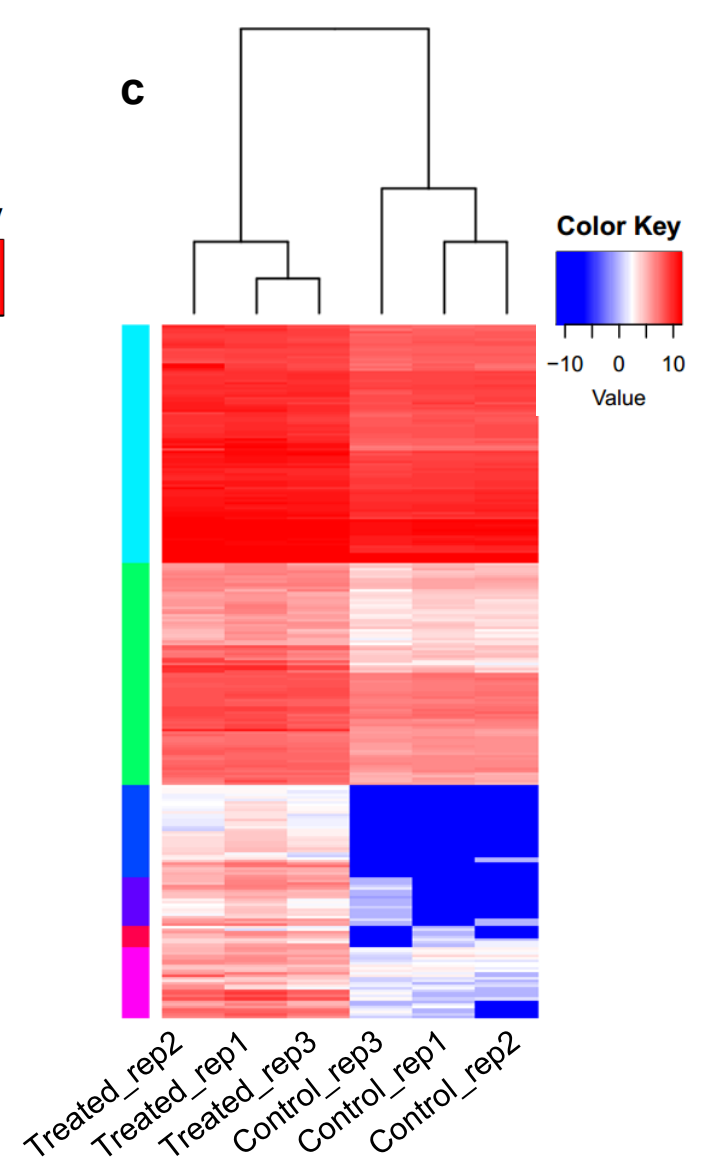 c
Color Key
−10 0 10
Value
Treated_rep2
Treated_rep1
Treated_rep3
Control_rep3
Control_rep1
Control_rep2